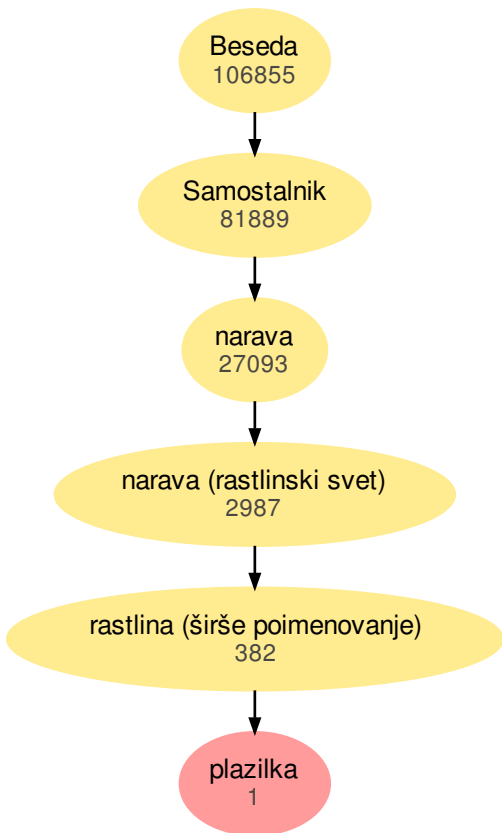 Beseda
106855
Samostalnik
81889
narava
27093
narava (rastlinski svet)
2987
rastlina (širše poimenovanje)
382
plazilka
1